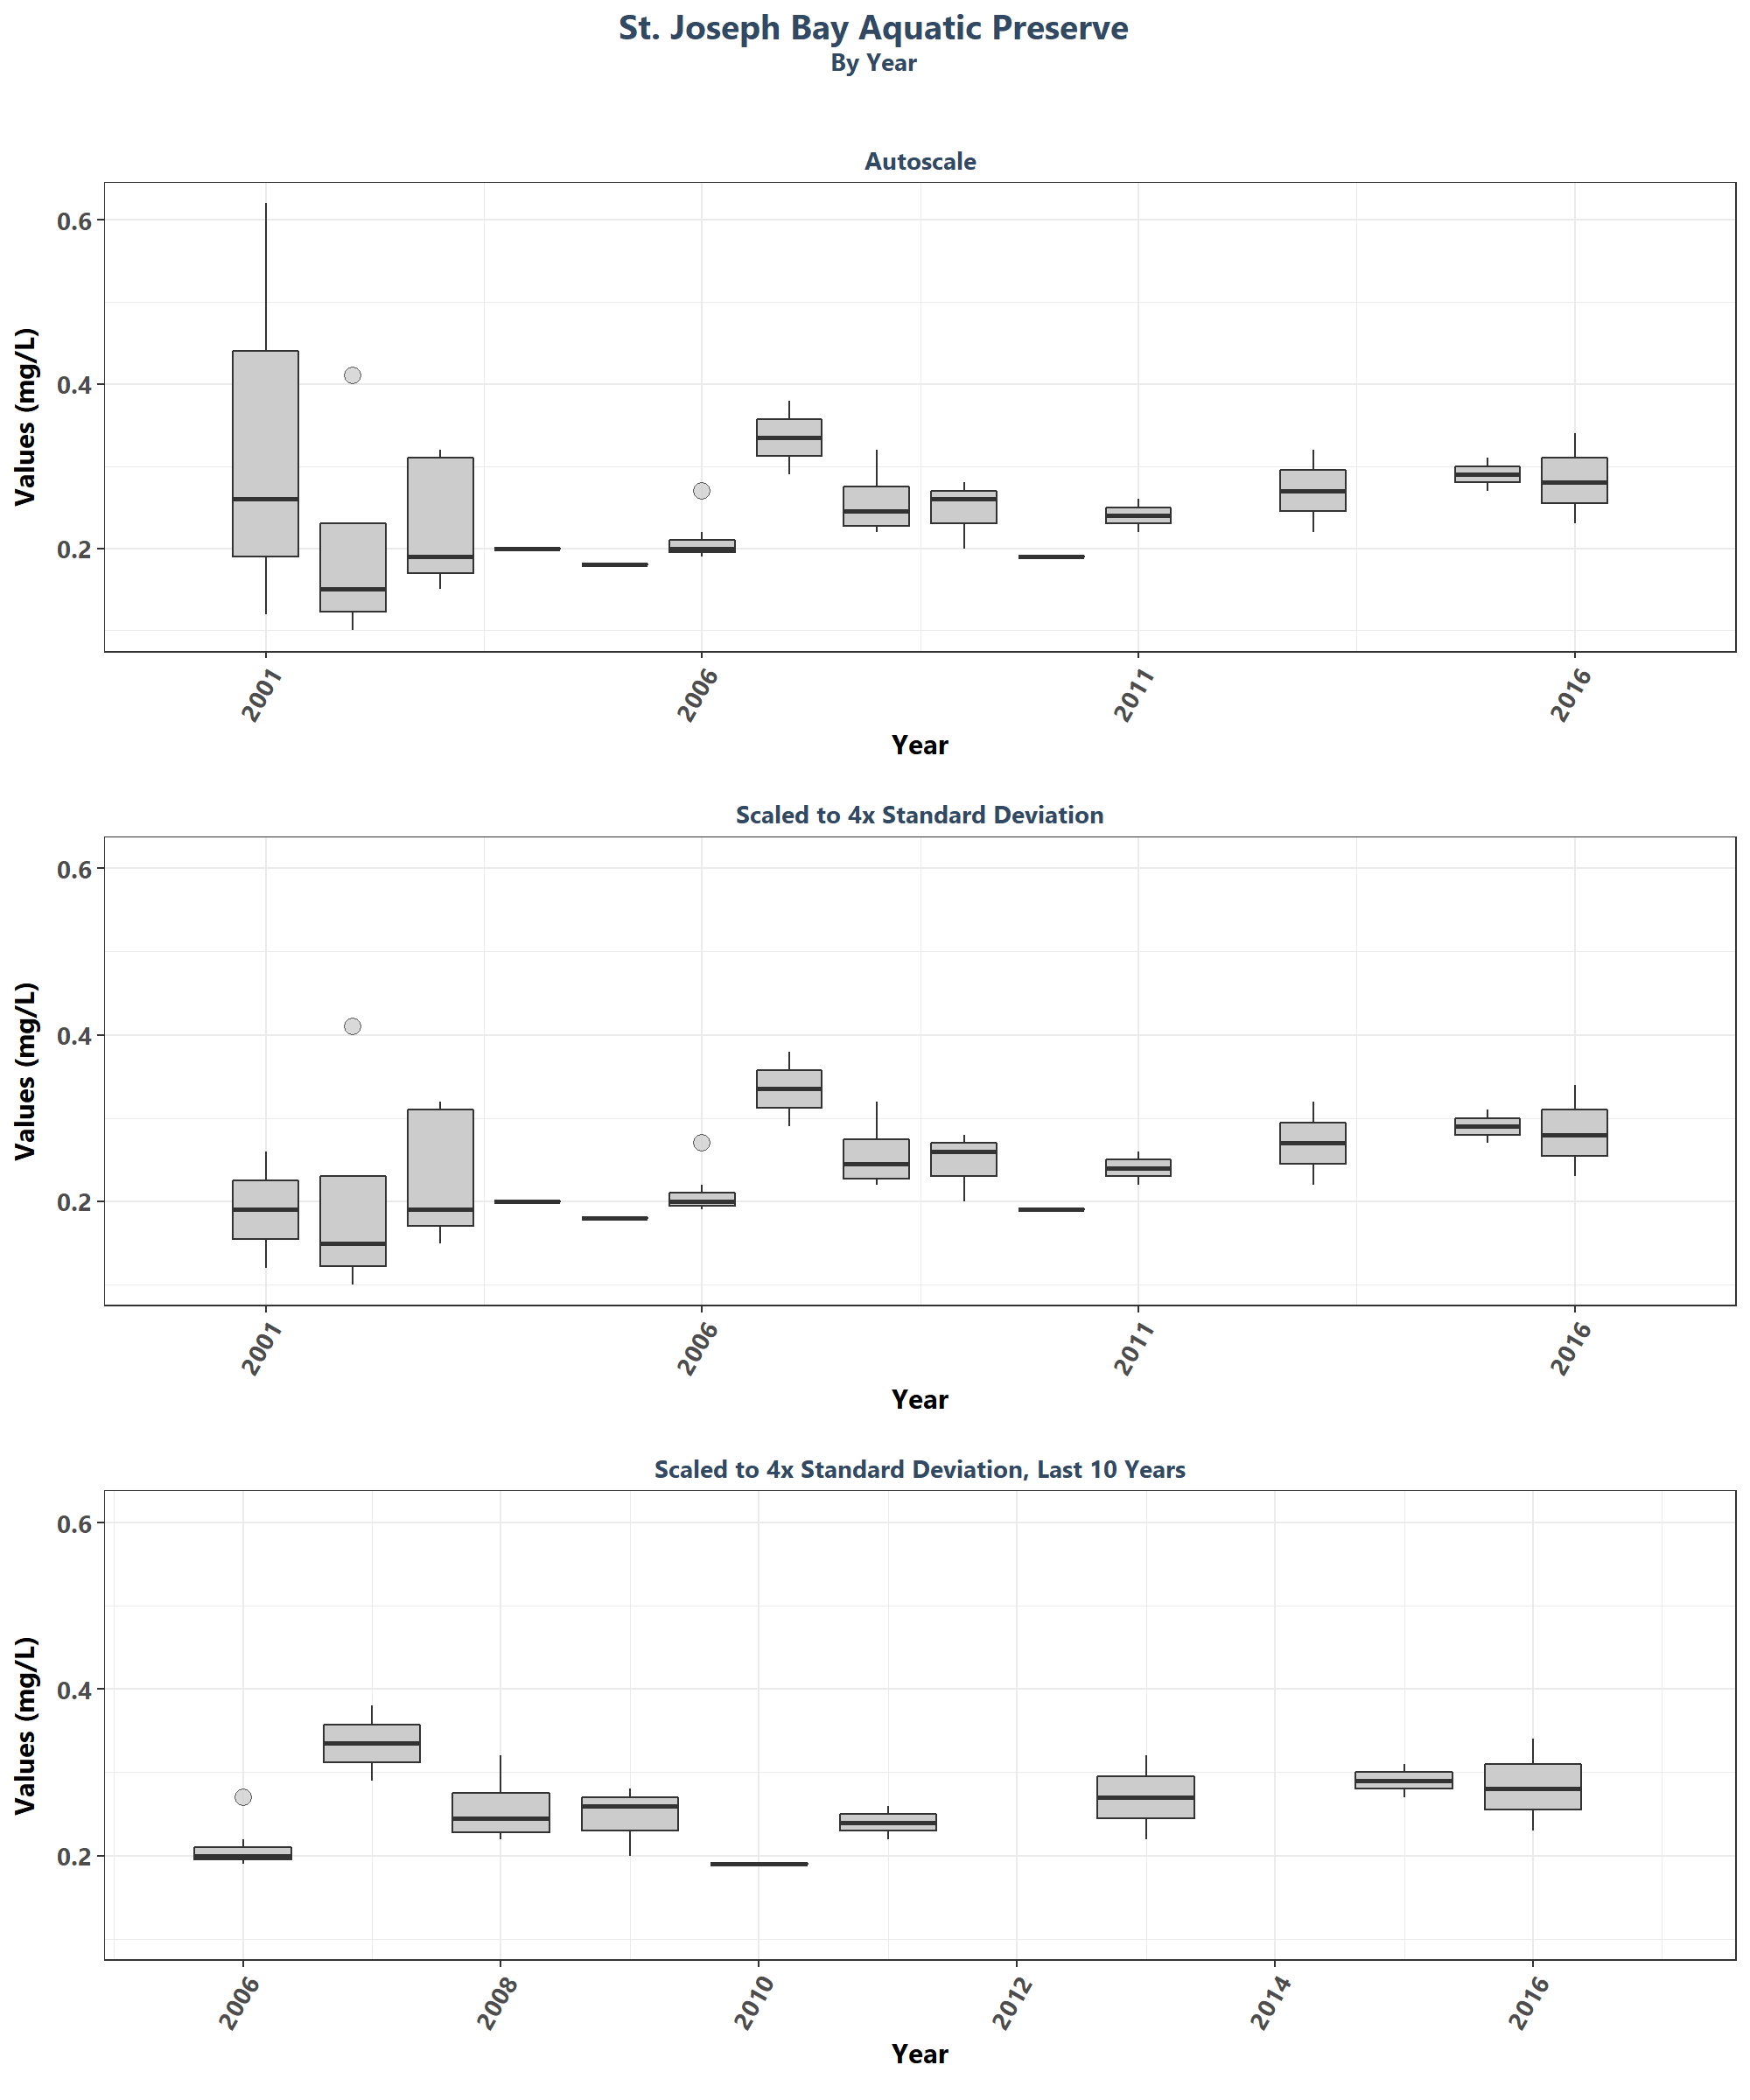 St. Joseph Bay Aquatic Preserve
By Year
Autoscale
Values (mg/L)
0.6
0.4
0.2
2001
2006
2011
2016
Year
Scaled to 4x Standard Deviation
Values (mg/L)
0.6
0.4
0.2
2001
2006
2011
2016
Year
Scaled to 4x Standard Deviation, Last 10 Years
Values (mg/L)
0.6
0.4
0.2
2006
2008
2010
2012
2014
2016
Year